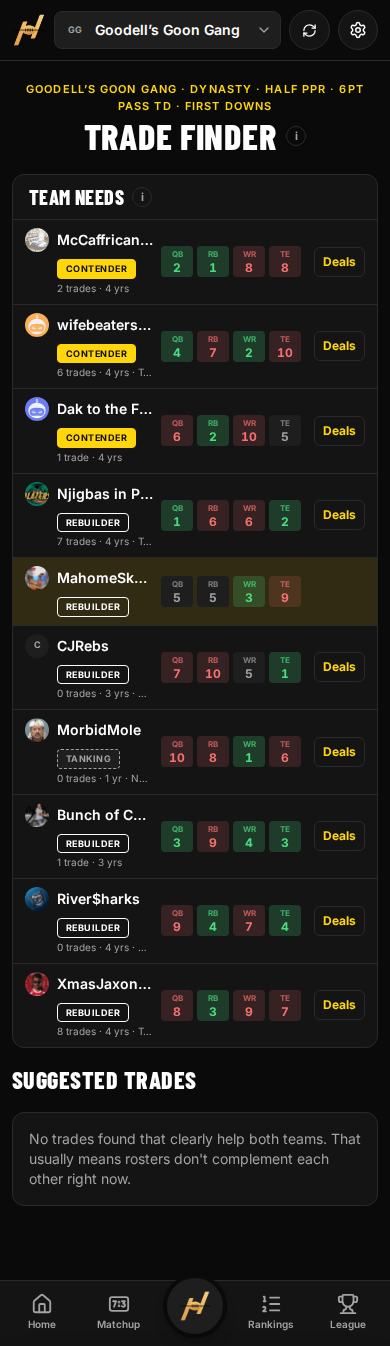 GG Goodell's Goon Gang
GOODELL'S GOON GANG · DYNASTY · HALF PPR · 6PT
PASS TD · FIRST DOWNS
TRADE FINDER i
TEAM NEEDS i
McCaffrican...
CONTENDER
2 trades · 4 yrs
QB RB WR TE
2 1 8 8
Deals
wifebeaters...
CONTENDER
6 trades · 4 yrs · T...
QB RB WR TE
4 7 2 10
Deals
Dak to the F...
CONTENDER
1 trade · 4 yrs
QB RB WR TE
6 2 10 5
Deals
Njigbas in P...
REBUILDER
7 trades · 4 yrs · T...
QB RB WR TE
1 6 6 2
Deals
MahomeSk...
REBUILDER
QB RB WR TE
5 5 3 9
C CJRebs
REBUILDER
0 trades · 3 yrs · ...
QB RB WR TE
7 10 5 1
Deals
MorbidMole
TANKING
0 trades · 1 yr · N...
QB RB WR TE
10 8 1 6
Deals
Bunch of C...
REBUILDER
1 trade · 3 yrs
QB RB WR TE
3 9 4 3
Deals
River$harks
REBUILDER
0 trades · 4 yrs · ...
QB RB WR TE
9 4 7 4
Deals
XmasJaxon...
REBUILDER
8 trades · 4 yrs · T...
QB RB WR TE
8 3 9 7
Deals
SUGGESTED TRADES
No trades found that clearly help both teams. That
usually means rosters don't complement each
other right now.
7:3
Home Matchup Rankings League